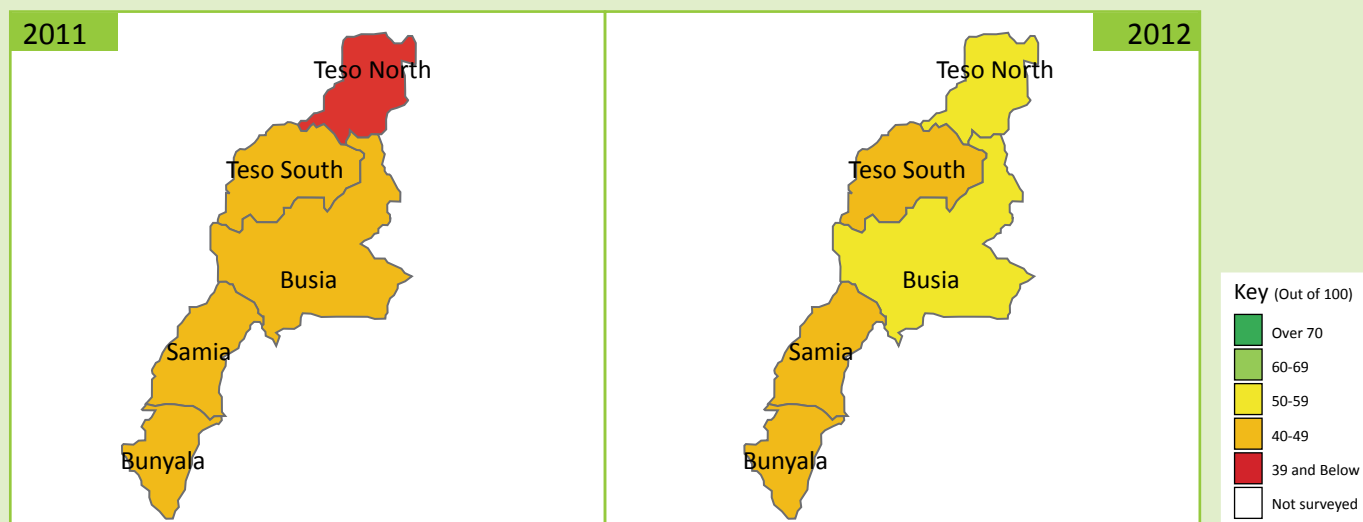 2011
Teso North
Teso South
Busia
Samia
Bunyala
2012
Teso North
Teso South
Busia
Samia
Bunyala
Key (Out of 100)
Over 70
60-69
50-59
40-49
39 and Below
Not surveyed